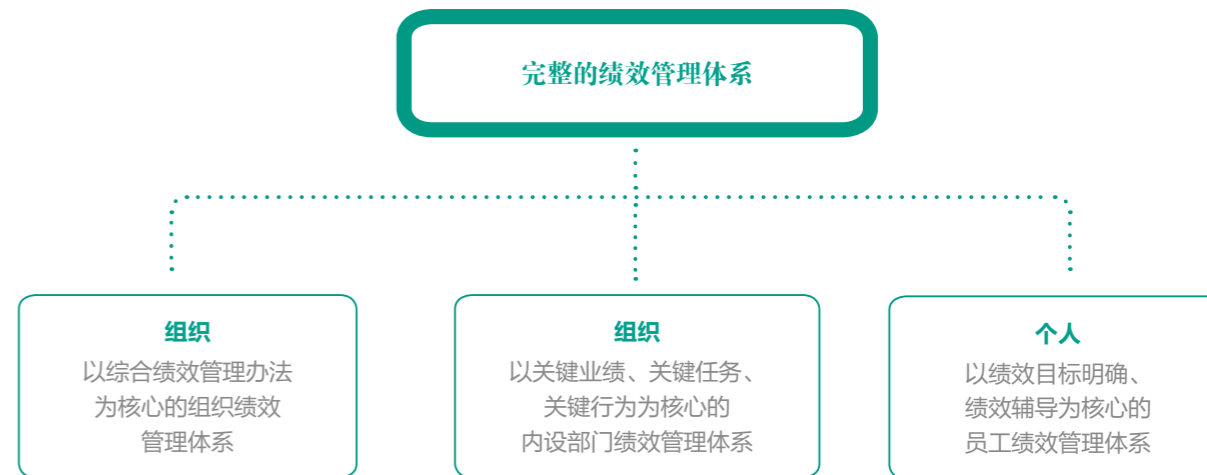 完整的绩效管理体系
组织
以综合绩效管理办法
为核心的组织绩效
管理体系
组织
以关键业绩、关键任务、
关键行为为核心的
内设部门绩效管理体系
个人
以绩效目标明确、
绩效辅导为核心的
员工绩效管理体系